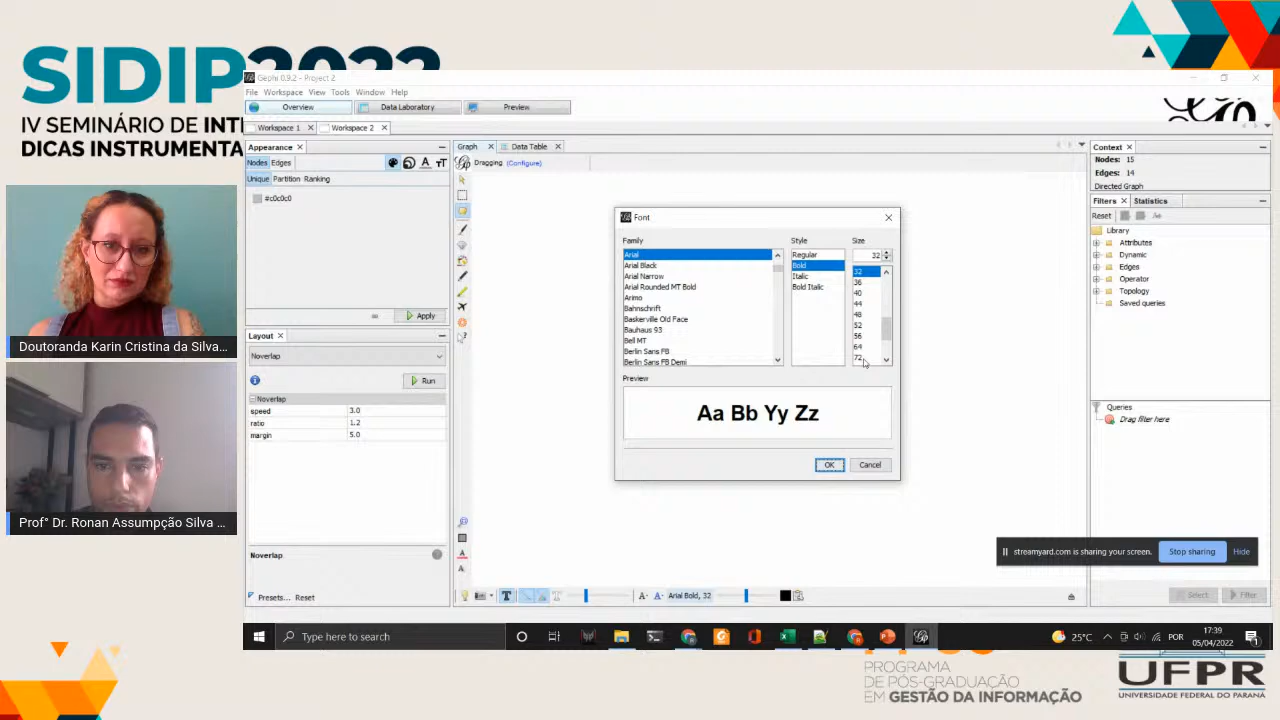 SIDIP2022
IV SEMINÁRIO DE
DICAS INSTRUMENTA
Doutoranda Karin Cristina da Silva...
Prof° Dr. Ronan Assumpção Silva ...
Gephi 0.9.2 - Project 2
File Workspace View Tools Window Help
Overview Data Laboratory Preview
Workspace 1 Workspace 2
Appearance
Nodes Edges
Unique Partition Ranking
#c0c0c0
Apply
Layout
Noverlap
Run
Noverlap
speed 3.0
ratio 1.2
margin 5.0
Noverlap
Presets... Reset
Graph Data Table
Dragging (Configure)
Font
Family Style Size
Arial Regular 32
Arial Black Bold 32
Arial Narrow Italic 36
Arial Rounded MT Bold Bold Italic 40
Arimo 44
Bahnschrift 48
Baskerville Old Face 52
Bauhaus 93 56
Bell MT 64
Berlin Sans FB 72
Berlin Sans FB Demi
Preview
Aa Bb Yy Zz
OK Cancel
Arial Bold, 32
Context
Nodes: 15
Edges: 14
Directed Graph
Filters Statistics
Reset
Library
Attributes
Dynamic
Edges
Operator
Topology
Saved queries
Queries
Drag filter here
Select Filter
streamyard.com is sharing your screen. Stop sharing Hide
Type here to search
25°C POR 17:39
05/04/2022
PROGRAMA
DE PÓS-GRADUAÇÃO
EM GESTÃO DA INFORMAÇÃO
UFPR
UNIVERSIDADE FEDERAL DO PARANÁ